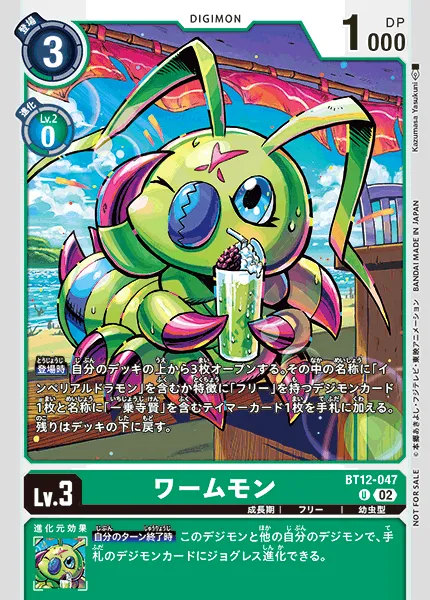 DIGIMON
登場
3
DP
1000
進化
Lv.2
0
Kazumasa Yasukuni
©本郷あきよし・フジテレビ・東映アニメーション BANDAI MADE IN JAPAN
NOT FOR SALE
登場時 自分のデッキの上から3枚オープンする。その中の名称に「イ
ンペリアルドラモン」を含むか特徴に「フリー」を持つデジモンカード
1枚と名称に「一乗寺賢」を含むテイマーカード1枚を手札に加える。
残りはデッキの下に戻す。
Lv.3
ワームモン
BT12-047
U 02
成長期 フリー 幼虫型
進化元効果
自分のターン終了時 このデジモンと他の自分のデジモンで、手
札のデジモンカードにジョグレス進化できる。